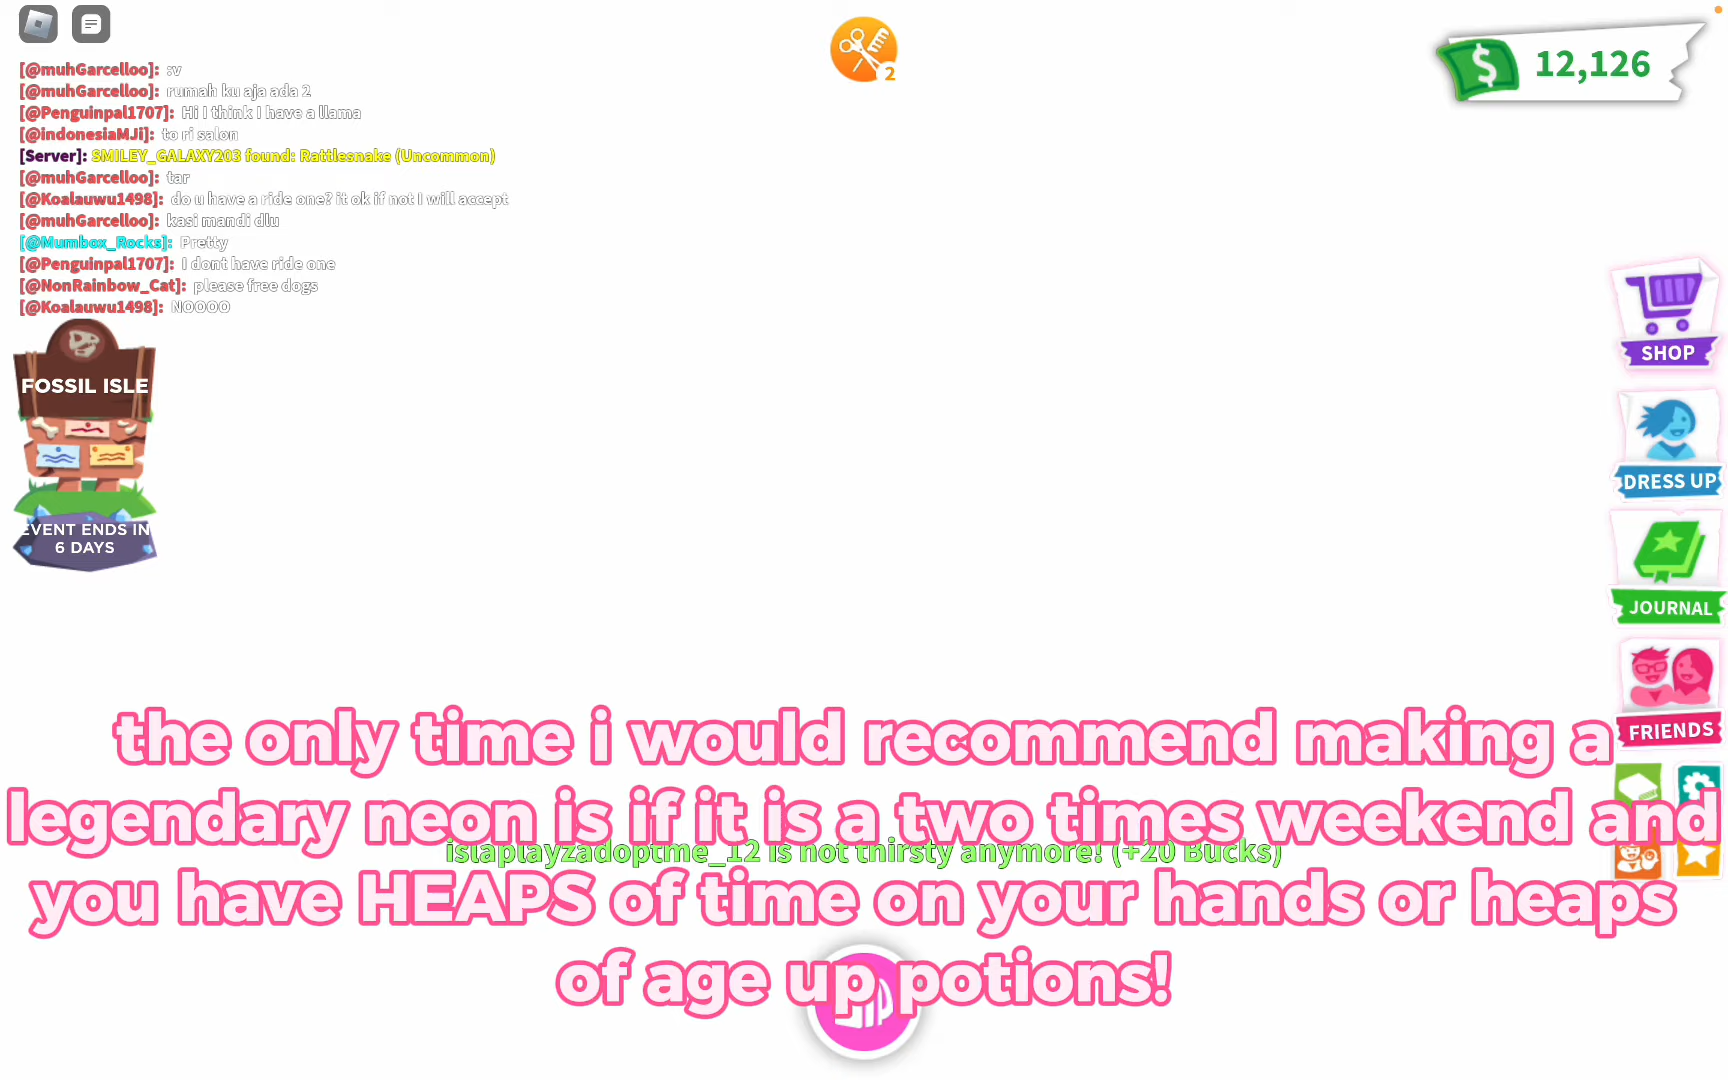 [@muhGarcelloo]: :v
[@muhGarcelloo]: rumah ku aja ada 2
[@Penguinpal1707]: Hi I think I have a llama
[@indonesiaMJi]: to ri salon
[Server]: SMILEY_GALAXY203 found: Rattlesnake (Uncommon)
[@muhGarcelloo]: tar
[@Koalauwu1498]: do u have a ride one? it ok if not I will accept
[@muhGarcelloo]: kasi mandi dlu
[@Mumbox_Rocks]: Pretty
[@Penguinpal1707]: I dont have ride one
[@NonRainbow_Cat]: please free dogs
[@Koalauwu1498]: NOOOO
2
12,126
FOSSIL ISLE
EVENT ENDS IN
6 DAYS
SHOP
DRESS UP
JOURNAL
FRIENDS
the only time i would recommend making a
legendary neon is if it is a two times weekend and
islaplayzadoptme_12 is not thirsty anymore! (+20 Bucks)
you have HEAPS of time on your hands or heaps
of age up potions!